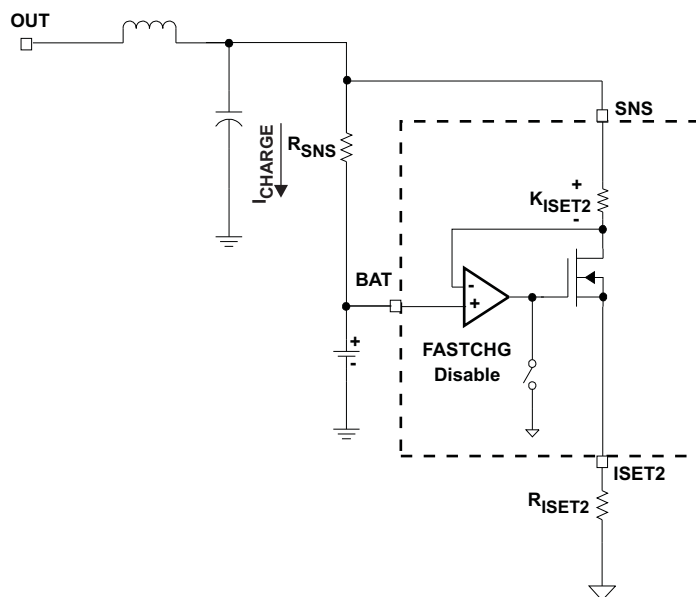 OUT
SNS
ICHARGE
RSNS
+
KISET2
-
BAT
-
+
+
-
FASTCHG
Disable
ISET2
RISET2